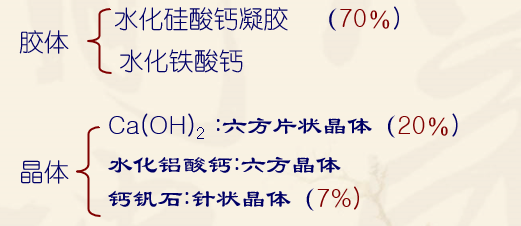 胶体
水化硅酸钙凝胶 （70%）
水化铁酸钙
晶体
Ca(OH)₂ :六方片状晶体（20%）
水化铝酸钙:六方晶体
钙钒石:针状晶体（7%）